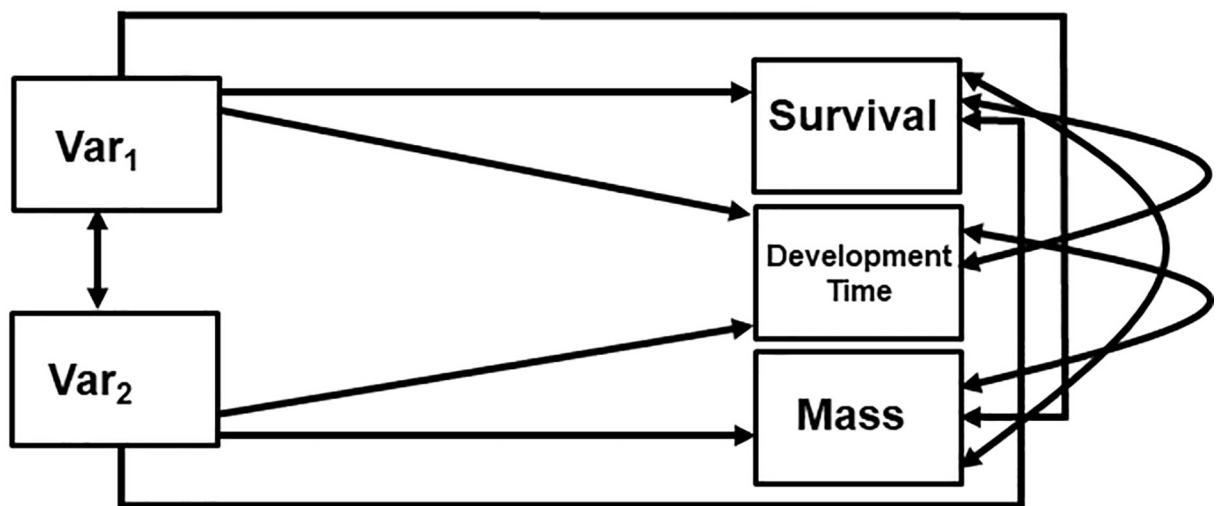 Var₁
Survival
Development
Time
Var₂
Mass